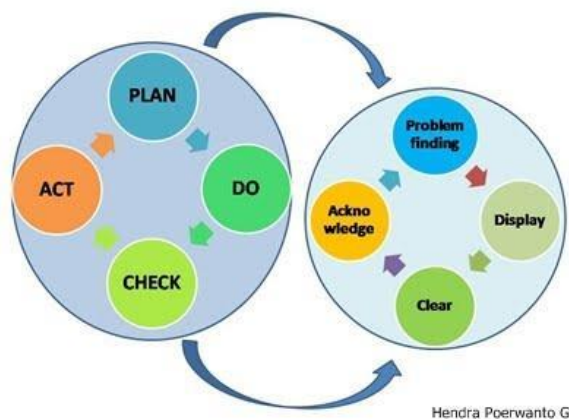 PLAN
DO
CHECK
ACT
Problem
finding
Display
Clear
Ackno
wledge
Hendra Poerwanto G